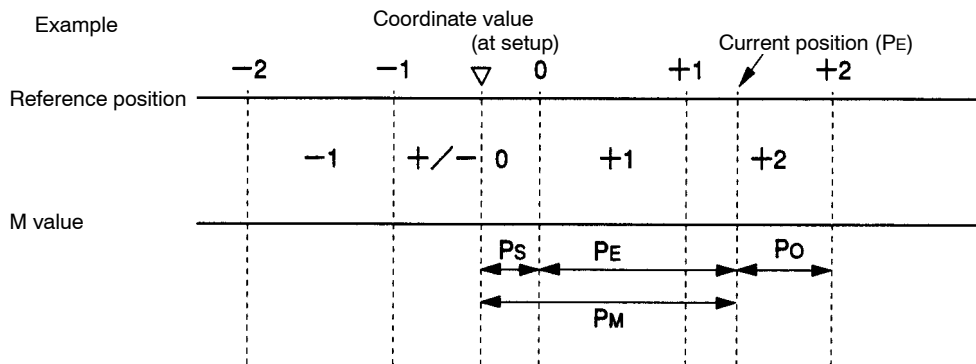 Example
Coordinate value
(at setup)
Current position (PE)
−2 −1 0 +1 +2
Reference position
−1 +/− 0 +1 +2
M value
PS PE PO
PM